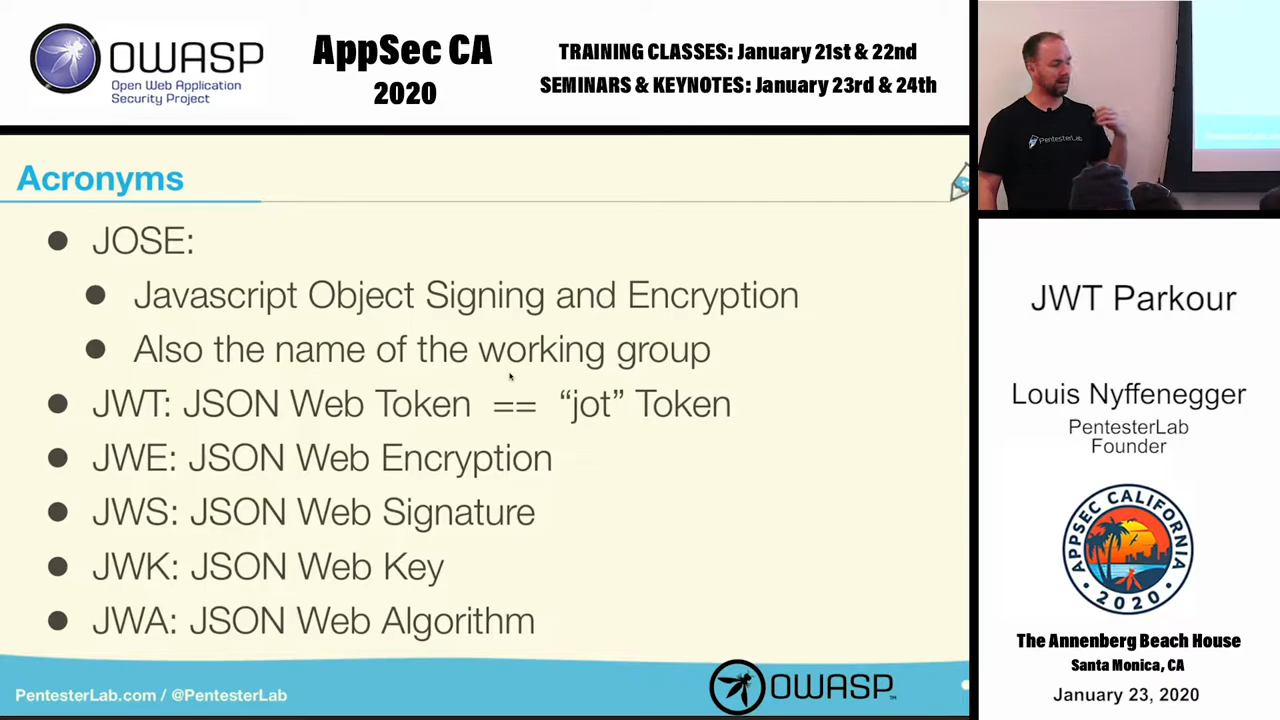 OWASP
Open Web Application
Security Project
AppSec CA
2020
TRAINING CLASSES: January 21st & 22nd
SEMINARS & KEYNOTES: January 23rd & 24th
PentesterLab
Acronyms
JOSE:
Javascript Object Signing and Encryption
Also the name of the working group
JWT: JSON Web Token == “jot” Token
JWE: JSON Web Encryption
JWS: JSON Web Signature
JWK: JSON Web Key
JWA: JSON Web Algorithm
PentesterLab.com / @PentesterLab
OWASP™
JWT Parkour
Louis Nyffenegger
PentesterLab
Founder
APPSEC CALIFORNIA
2020
The Annenberg Beach House
Santa Monica, CA
January 23, 2020